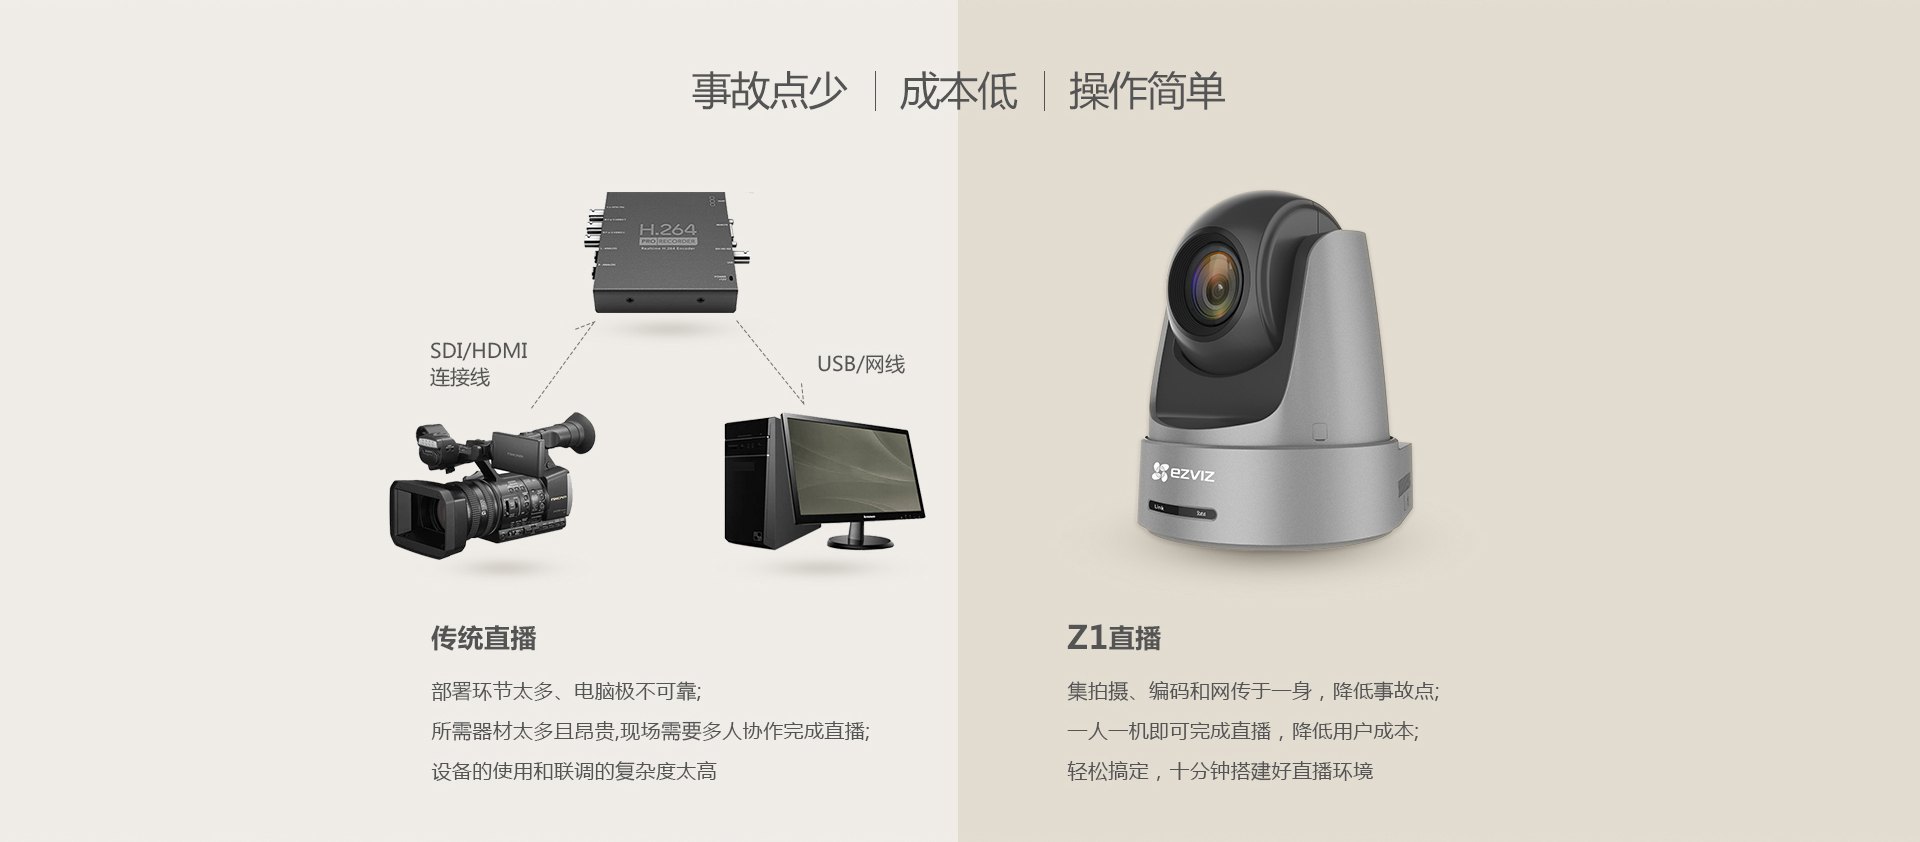 事故点少 | 成本低 | 操作简单
H.264
PRO RECORDER
Realtime H.264 Encoder
SDI/HDMI
连接线
USB/网线
ezviz
Link
传统直播
部署环节太多、电脑极不可靠;
所需器材太多且昂贵,现场需要多人协作完成直播;
设备的使用和联调的复杂度太高
Z1直播
集拍摄、编码和网传于一身，降低事故点;
一人一机即可完成直播，降低用户成本;
轻松搞定，十分钟搭建好直播环境